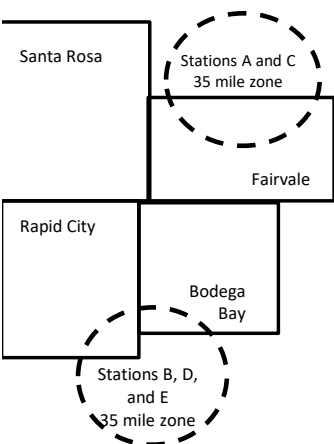 Santa Rosa
Stations A and C
35 mile zone
Fairvale
Rapid City
Bodega
Bay
Stations B, D,
and E
35 mile zone